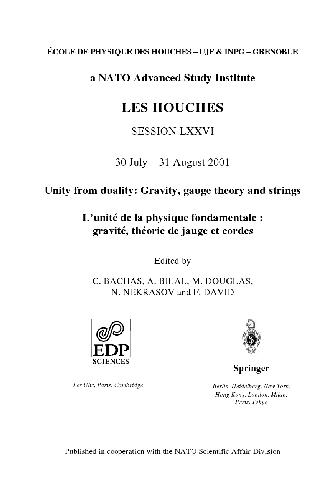 ÉCOLE DE PHYSIQUE DES HOUCHES – UJF & INPG – GRENOBLE
a NATO Advanced Study Institute
LES HOUCHES
SESSION LXXVI
30 July – 31 August 2001
Unity from duality: Gravity, gauge theory and strings
L'unité de la physique fondamentale :
gravité, théorie de jauge et cordes
Edited by
C. BACHAS, A. BILAL, M. DOUGLAS,
N. NEKRASOV and F. DAVID
EDP
SCIENCES
Springer
Les Ulis, Paris, Cambridge
Berlin, Heidelberg, New York,
Hong Kong, London, Milan,
Paris, Tokyo
Published in cooperation with the NATO Scientific Affair Division